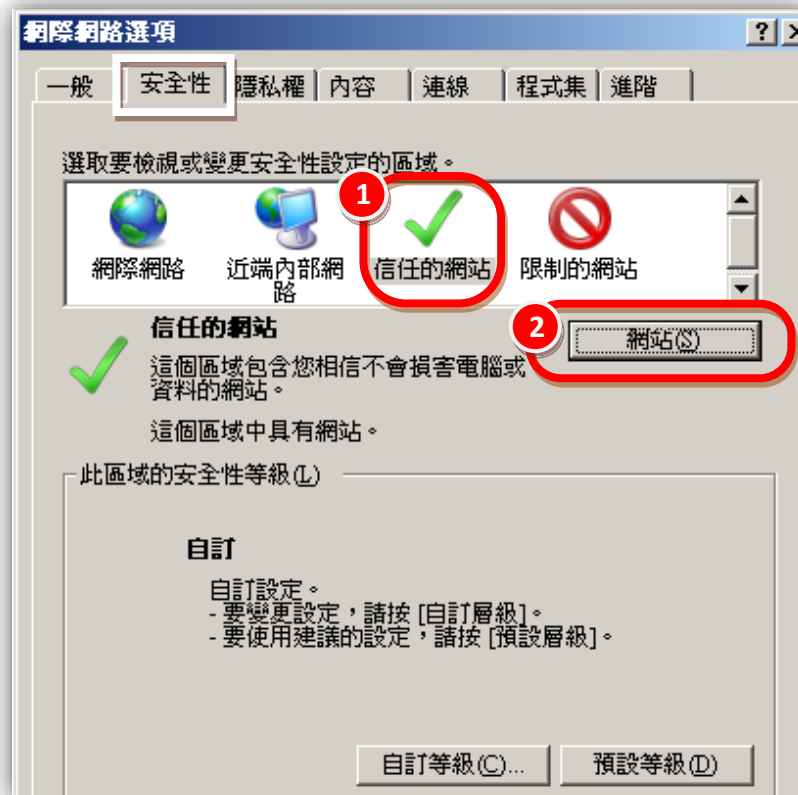 網際網路選項
一般 安全性 隱私權 內容 連線 程式集 進階
選取要檢視或變更安全性設定的區域。
1
網際網路 近端內部網路 信任的網站 限制的網站
信任的網站
2
網站(S)
這個區域包含您相信不會損害電腦或
資料的網站。
這個區域中具有網站。
此區域的安全性等級(L)
自訂
自訂設定。
- 要變更設定，請按 [自訂層級]。
- 要使用建議的設定，請按 [預設層級]。
自訂等級(C)... 預設等級(D)